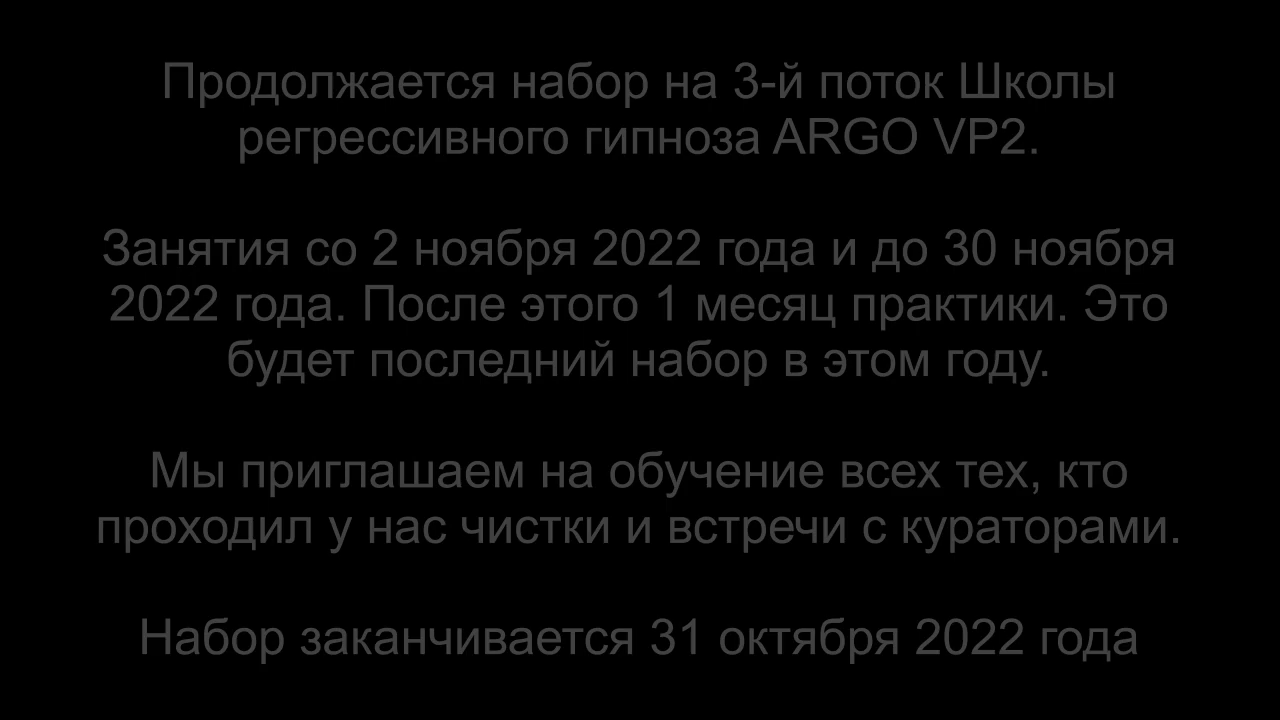 Продолжается набор на 3-й поток Школы
регрессивного гипноза ARGO VP2.
Занятия со 2 ноября 2022 года и до 30 ноября
2022 года. После этого 1 месяц практики. Это
будет последний набор в этом году.
Мы приглашаем на обучение всех тех, кто
проходил у нас чистки и встречи с кураторами.
Набор заканчивается 31 октября 2022 года